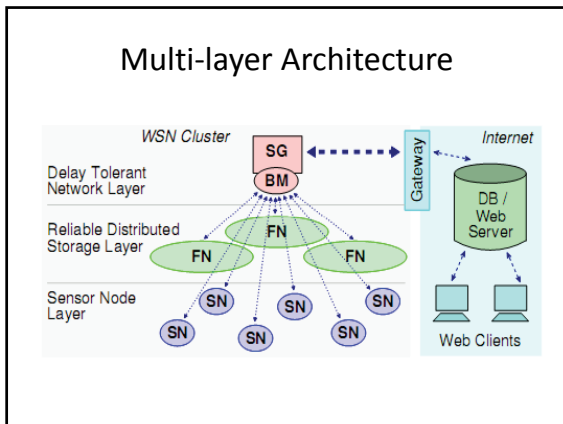 Multi-layer Architecture
WSN Cluster
Internet
SG
BM
Delay Tolerant
Network Layer
Gateway
DB /
Web
Server
Reliable Distributed
Storage Layer
FN
FN
FN
Sensor Node
Layer
SN
SN
SN
SN
SN
SN
Web Clients